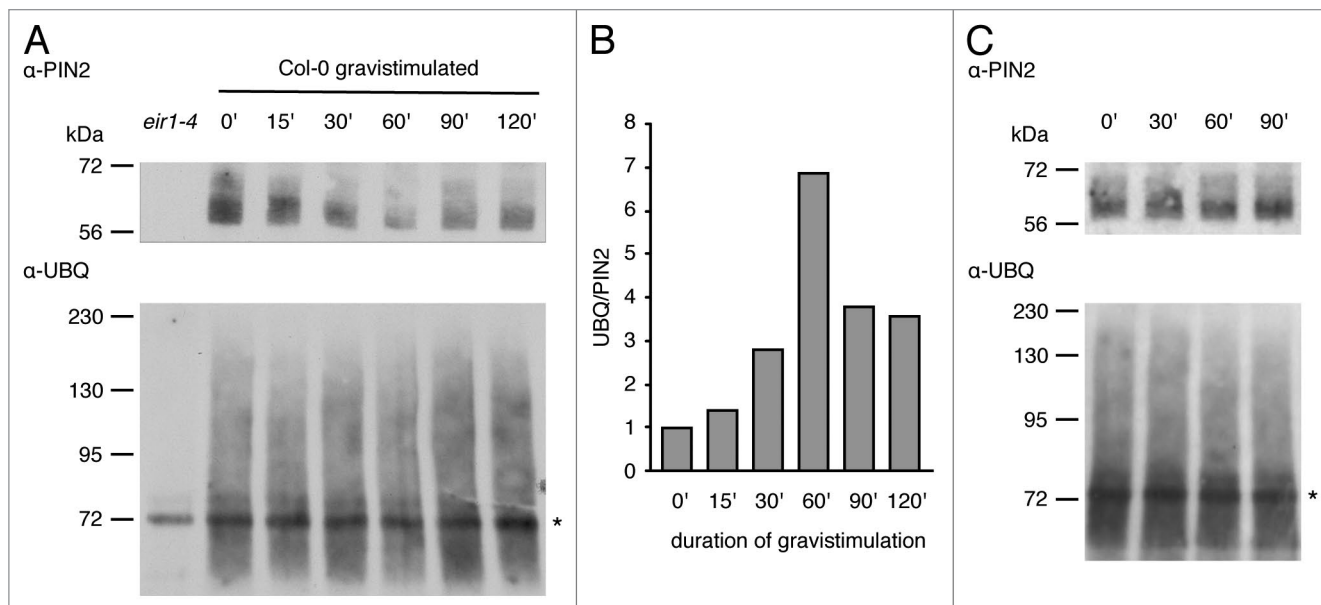 A
α-PIN2
Col-0 gravistimulated
kDa
eir1-4 0' 15' 30' 60' 90' 120'
72
56
α-UBQ
230
130
95
72
*
B
UBQ/PIN2
8
7
6
5
4
3
2
1
0
0' 15' 30' 60' 90' 120'
duration of gravistimulation
C
α-PIN2
kDa
0' 30' 60' 90'
72
56
α-UBQ
230
130
95
72
*